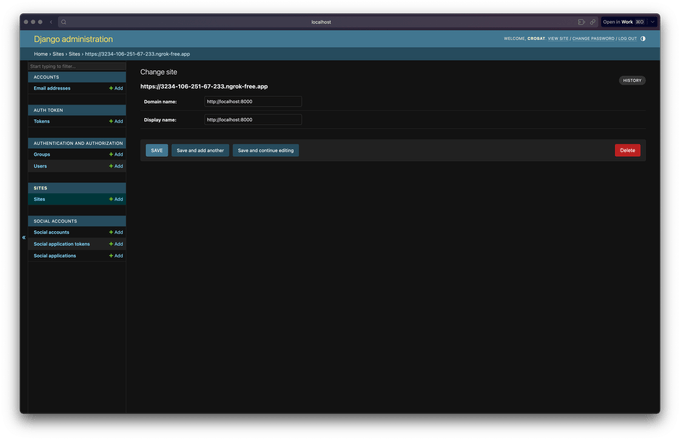 localhost
Open in Work ⌘O
Django administration
WELCOME, CROBAT. VIEW SITE / CHANGE PASSWORD / LOG OUT
Home › Sites › Sites › https://3234-106-251-67-233.ngrok-free.app
Start typing to filter...
ACCOUNTS
Email addresses + Add
AUTH TOKEN
Tokens + Add
AUTHENTICATION AND AUTHORIZATION
Groups + Add
Users + Add
SITES
Sites + Add
SOCIAL ACCOUNTS
Social accounts + Add
Social application tokens + Add
Social applications + Add
«
Change site
HISTORY
https://3234-106-251-67-233.ngrok-free.app
Domain name: http://localhost:8000
Display name: http://localhost:8000
SAVE Save and add another Save and continue editing Delete